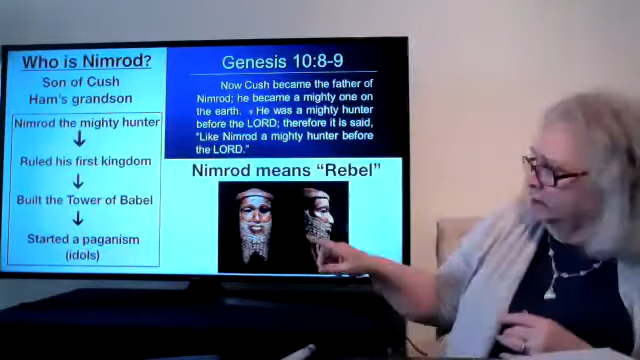 Who is Nimrod?
Son of Cush
Ham's grandson
Nimrod the mighty hunter
Ruled his first kingdom
Built the Tower of Babel
Started a paganism
(idols)
Genesis 10:8-9
Now Cush became the father of
Nimrod; he became a mighty one on
the earth. 9 He was a mighty hunter
before the LORD; therefore it is said,
"Like Nimrod a mighty hunter before
the LORD."
Nimrod means "Rebel"